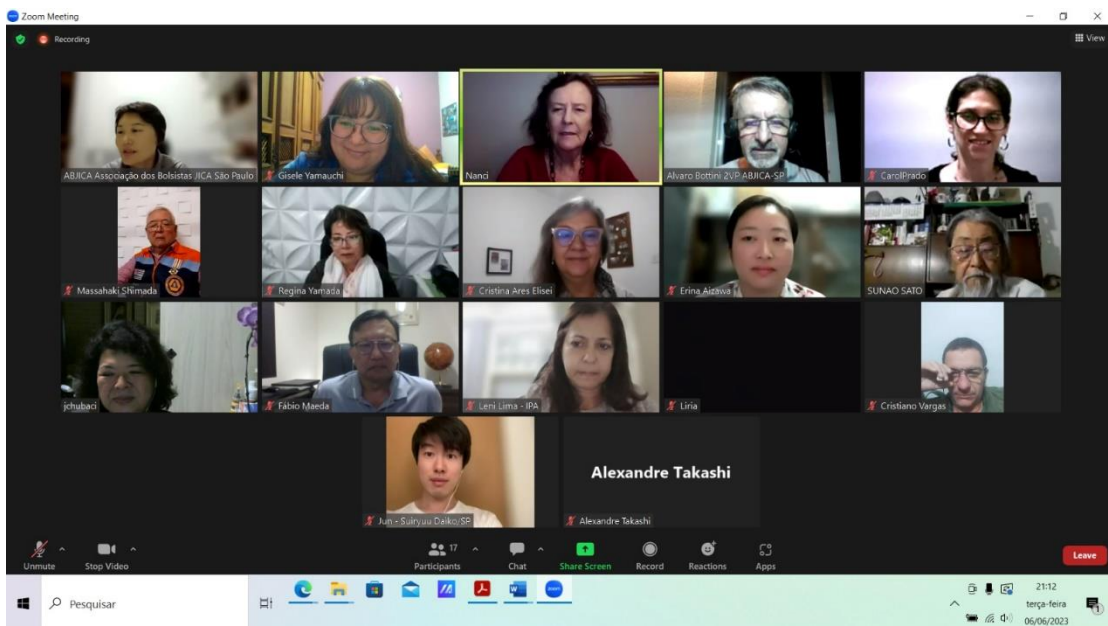 Zoom Meeting
Recording
View
ABJICA Associação dos Bolsistas JICA São Paulo
Gisele Yamauchi
Nanci
Alvaro Bottini 2VP ABJICA-SP
CarolPrado
Massahaki Shimada
Regina Yamada
Cristina Ares Elisei
Erina Aizawa
SUNAO SATO
jchubaci
Fábio Maeda
Leni Lima - IPA
Liria
Cristiano Vargas
Jun - Suiryuu Daiko/SP
Alexandre Takashi
Alexandre Takashi
Unmute
Stop Video
Participants
17
Chat
Share Screen
Record
Reactions
Apps
Leave
Pesquisar
21:12
terça-feira
06/06/2023
1